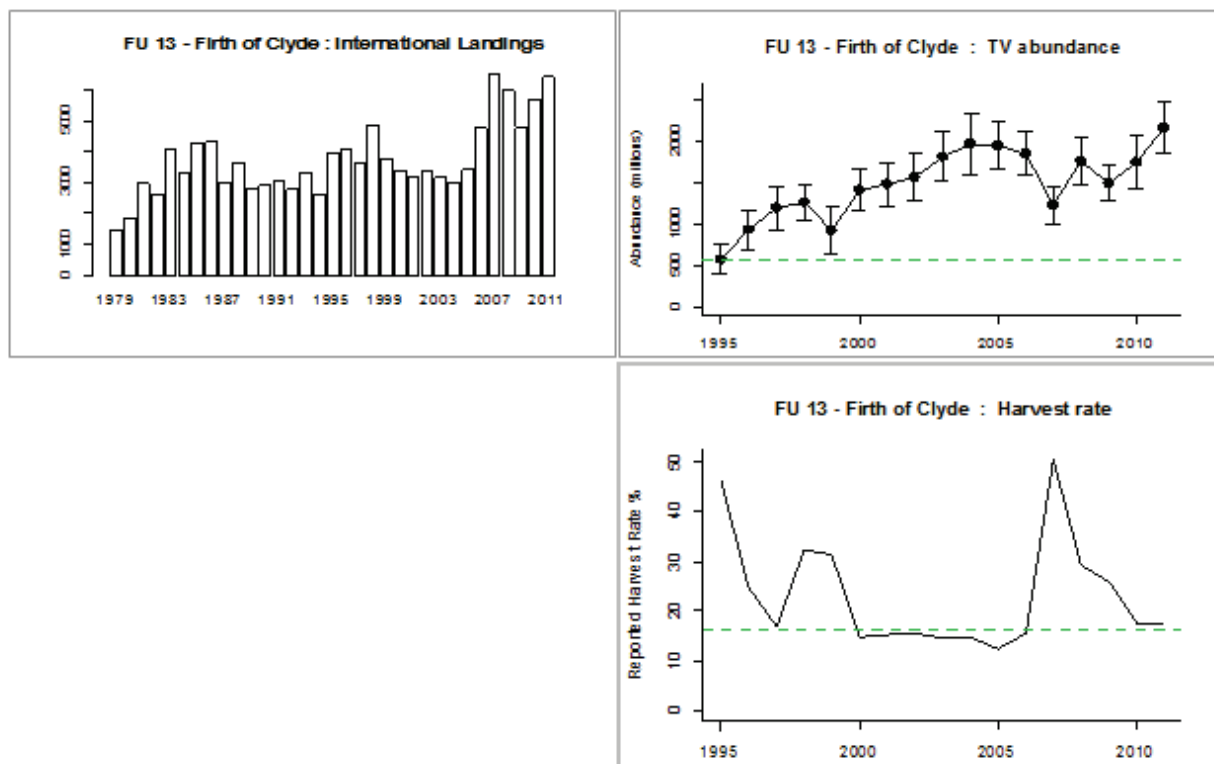 FU 13 - Firth of Clyde : International Landings
5000
3000
1000
0
1979 1983 1987 1991 1995 1999 2003 2007 2011
FU 13 - Firth of Clyde : TV abundance
Abundance (millions)
2000
1000
500
0
1995 2000 2005 2010
FU 13 - Firth of Clyde : Harvest rate
Reported Harvest Rate %
50
40
30
20
10
0
1995 2000 2005 2010